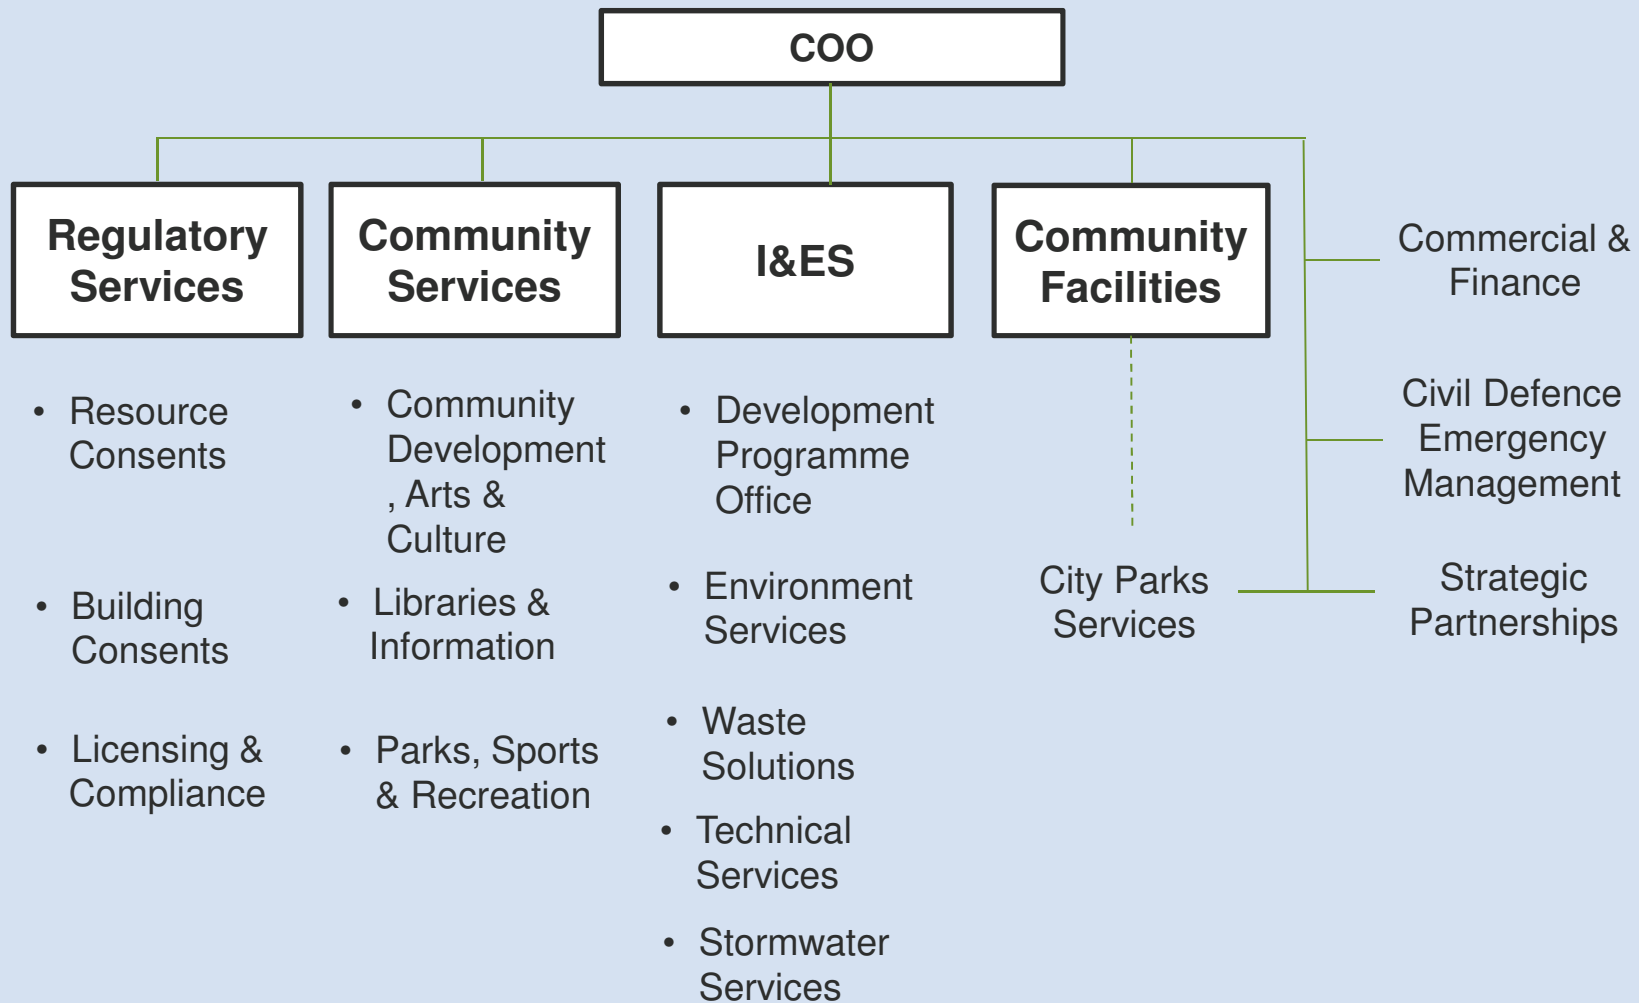 COO
Regulatory
Services
Community
Services
I&ES
Community
Facilities
Commercial &
Finance
Civil Defence
Emergency
Management
Strategic
Partnerships
• Resource
Consents
• Building
Consents
• Licensing &
Compliance
• Community
Development
, Arts &
Culture
• Libraries &
Information
• Parks, Sports
& Recreation
• Development
Programme
Office
• Environment
Services
• Waste
Solutions
• Technical
Services
• Stormwater
Services
City Parks
Services